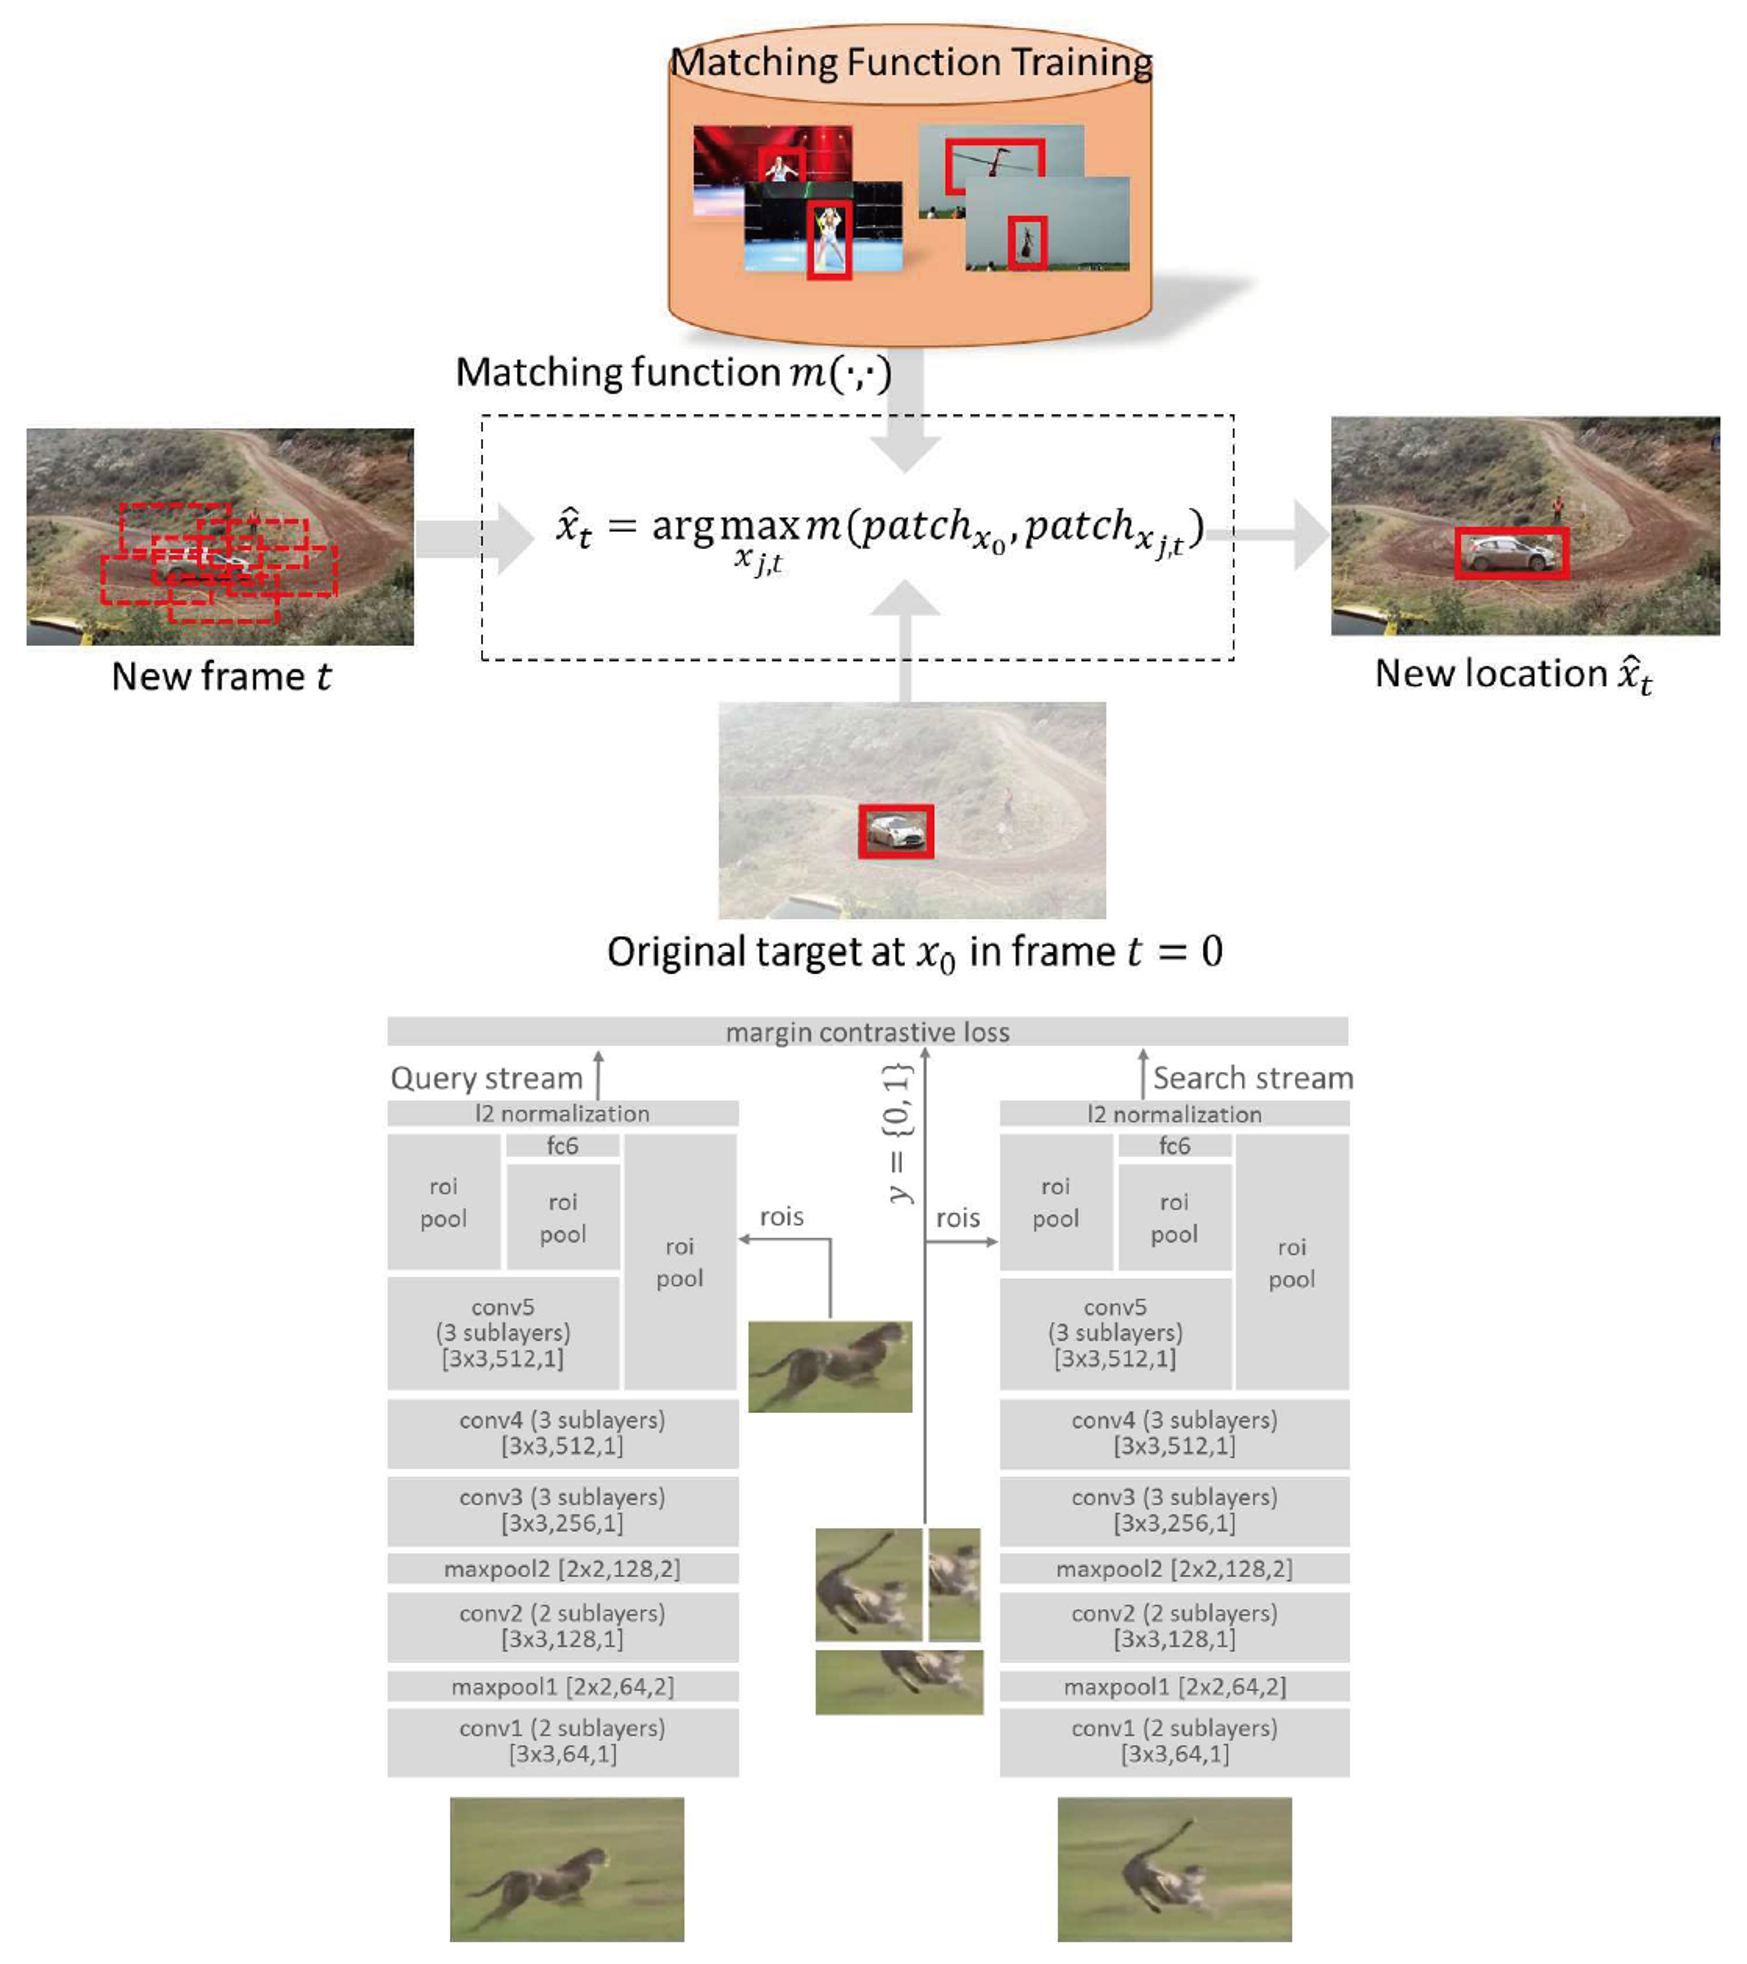 Matching Function Training
Matching function m(·,·)
x̂_t = arg max m(patch_{x_0}, patch_{x_{j,t}})
x_{j,t}
New frame t
New location x̂_t
Original target at x_0 in frame t = 0
margin contrastive loss
Query stream
y = {0, 1}
Search stream
l2 normalization
fc6
roi
pool
roi
pool
roi
pool
conv5
(3 sublayers)
[3x3,512,1]
conv4 (3 sublayers)
[3x3,512,1]
conv3 (3 sublayers)
[3x3,256,1]
maxpool2 [2x2,128,2]
conv2 (2 sublayers)
[3x3,128,1]
maxpool1 [2x2,64,2]
conv1 (2 sublayers)
[3x3,64,1]
rois
rois
l2 normalization
fc6
roi
pool
roi
pool
roi
pool
conv5
(3 sublayers)
[3x3,512,1]
conv4 (3 sublayers)
[3x3,512,1]
conv3 (3 sublayers)
[3x3,256,1]
maxpool2 [2x2,128,2]
conv2 (2 sublayers)
[3x3,128,1]
maxpool1 [2x2,64,2]
conv1 (2 sublayers)
[3x3,64,1]